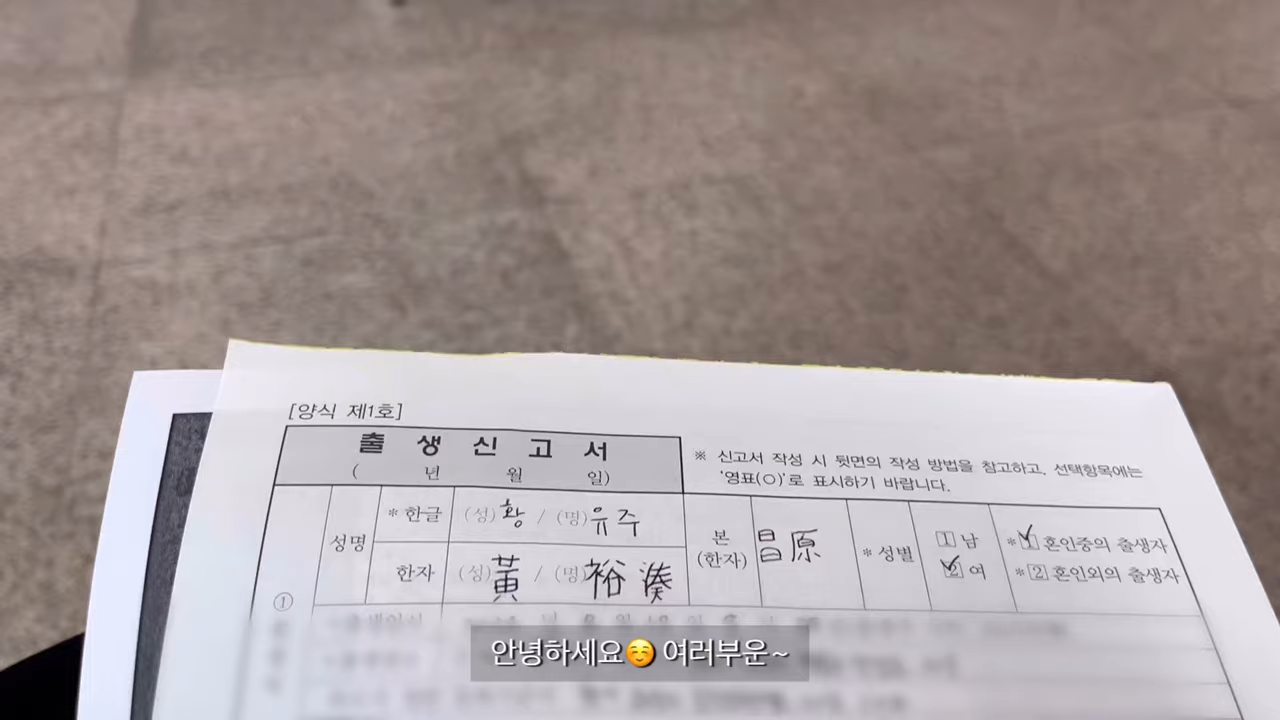 [양식 제1호]
출 생 신 고 서
( 년 월 일)
※ 신고서 작성 시 뒷면의 작성 방법을 참고하고, 선택항목에는
'영표(○)'로 표시하기 바랍니다.
①
성명
* 한글
(성) 황 / (명) 유주
한자
(성) 黃 / (명) 裕湊
본
(한자)
昌原
* 성별
1 남
2 여
* 1 혼인중의 출생자
* 2 혼인외의 출생자
안녕하세요☺️ 여러부운~